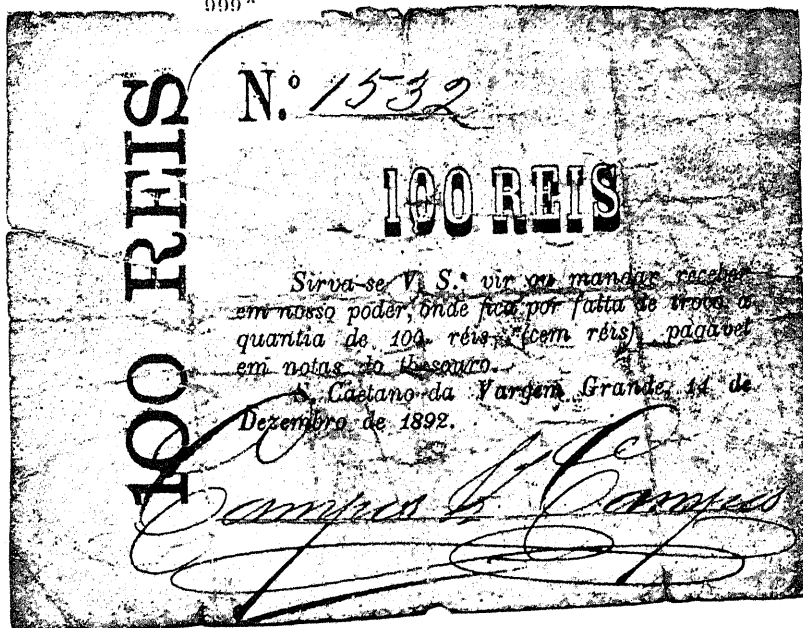 999
100 REIS
N.º 1532
100 REIS
Sirva-se V. S.ª vir ou mandar receber
em nosso poder, onde fica por falta de troco a
quantia de 100 réis, (cem réis) pagavel
em notas do thesouro.
S. Caetano da Vargem Grande, 14 de
Dezembro de 1892.
Campos & Campos